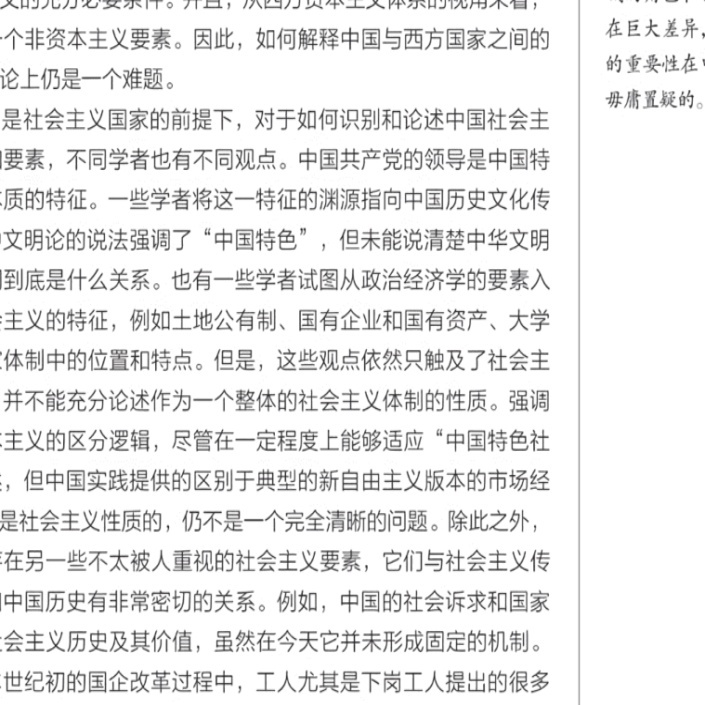 义的充分必要条件。并且，从西方资本主义体系的视角来看，
一个非资本主义要素。因此，如何解释中国与西方国家之间的
论上仍是一个难题。
是社会主义国家的前提下，对于如何识别和论述中国社会主
要素，不同学者也有不同观点。中国共产党的领导是中国特
质的特征。一些学者将这一特征的渊源指向中国历史文化传
文明论的说法强调了“中国特色”，但未能说清楚中华文明
到底是什么关系。也有一些学者试图从政治经济学的要素入
主义的特征，例如土地公有制、国有企业和国有资产、大学
体制中的位置和特点。但是，这些观点依然只触及了社会主
并不能充分论述作为一个整体的社会主义体制的性质。强调
主义的区分逻辑，尽管在一定程度上能够适应“中国特色社
，但中国实践提供的区别于典型的新自由主义版本的市场经
是社会主义性质的，仍不是一个完全清晰的问题。除此之外，
在另一些不太被人重视的社会主义要素，它们与社会主义传
中国历史有非常密切的关系。例如，中国的社会诉求和国家
会主义历史及其价值，虽然在今天它并未形成固定的机制。
世纪初的国企改革过程中，工人尤其是下岗工人提出的很多
在巨大差异，
的重要性在
毋庸置疑的。